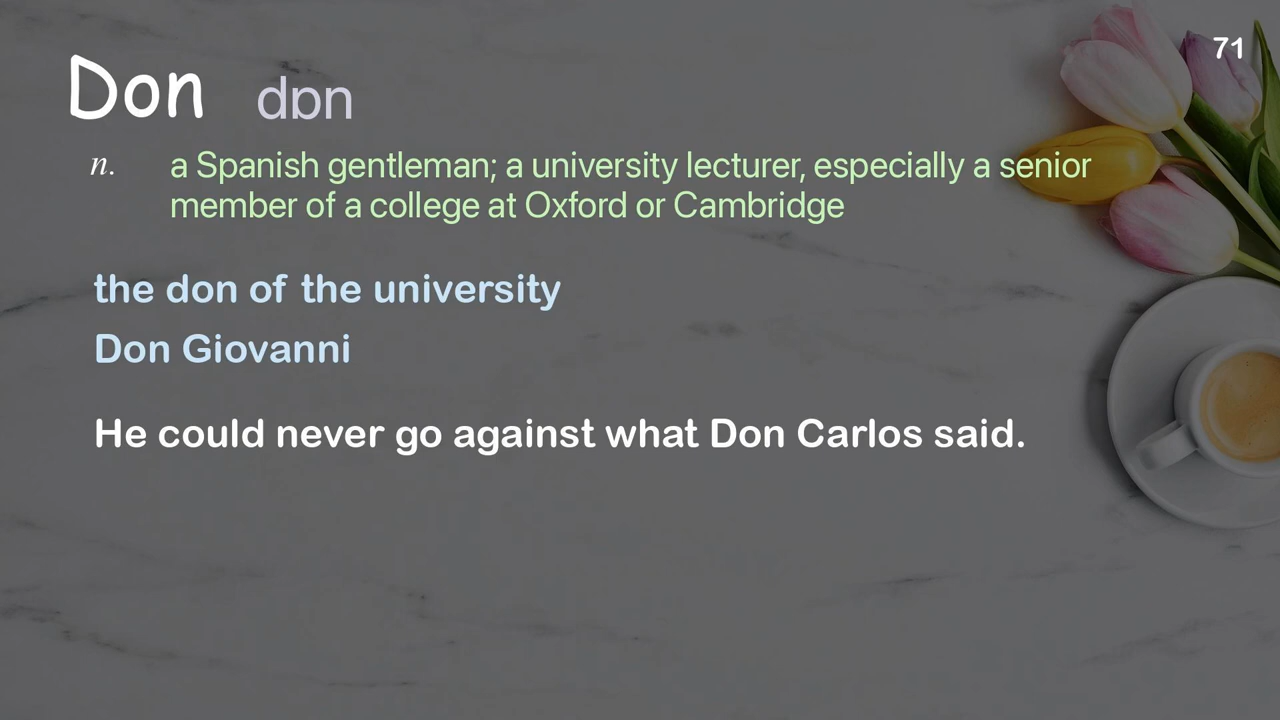 71
Don dɒn
n. a Spanish gentleman; a university lecturer, especially a senior
member of a college at Oxford or Cambridge
the don of the university
Don Giovanni
He could never go against what Don Carlos said.